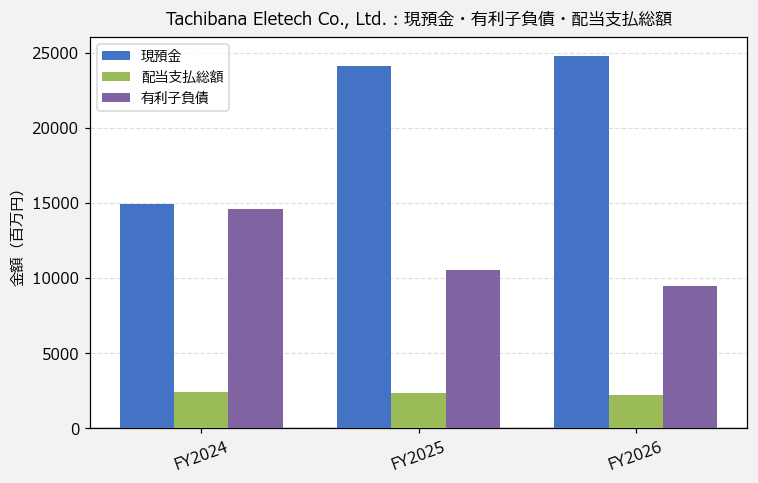 Tachibana Eletech Co., Ltd.：現預金・有利子負債・配当支払総額
金額（百万円）
25000
20000
15000
10000
5000
0
現預金
配当支払総額
有利子負債
FY2024
FY2025
FY2026